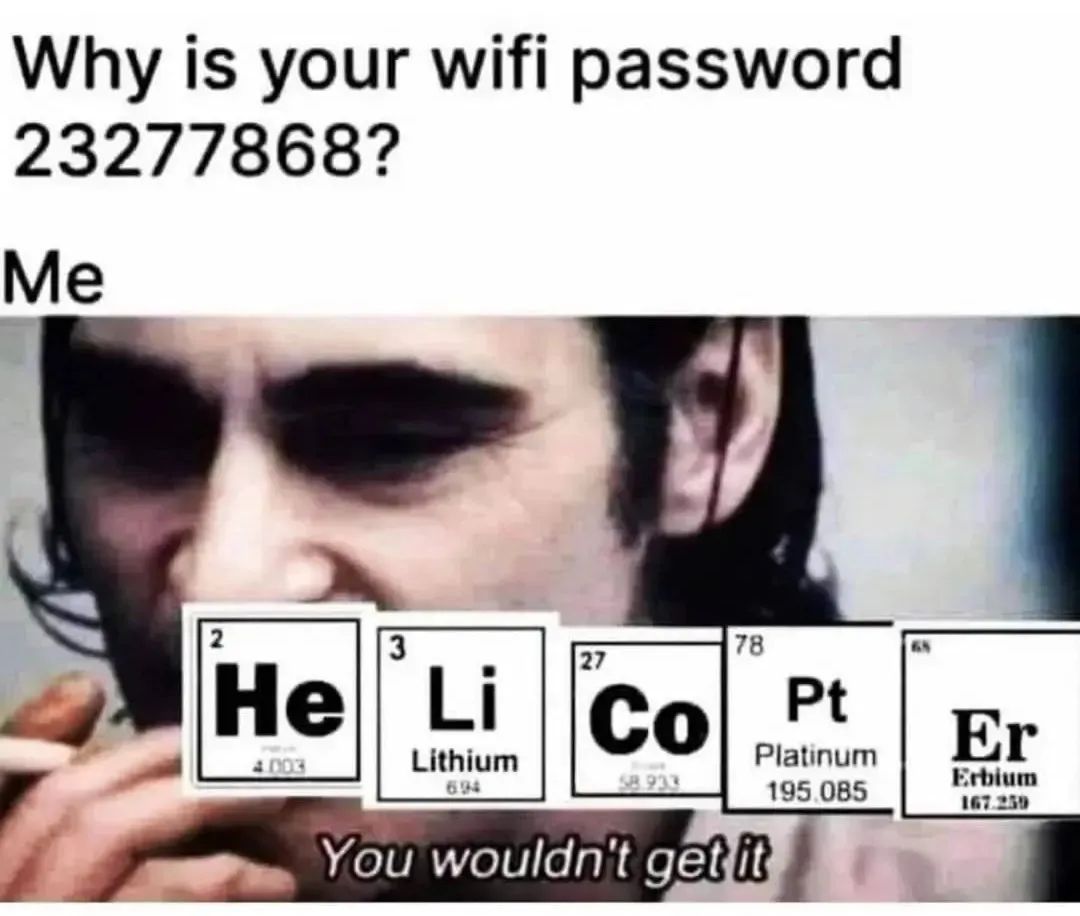 Why is your wifi password
23277868?
Me
2
He
4.003
3
Li
Lithium
6.94
27
Co
58.933
78
Pt
Platinum
195.085
68
Er
Erbium
167.259
You wouldn't get it